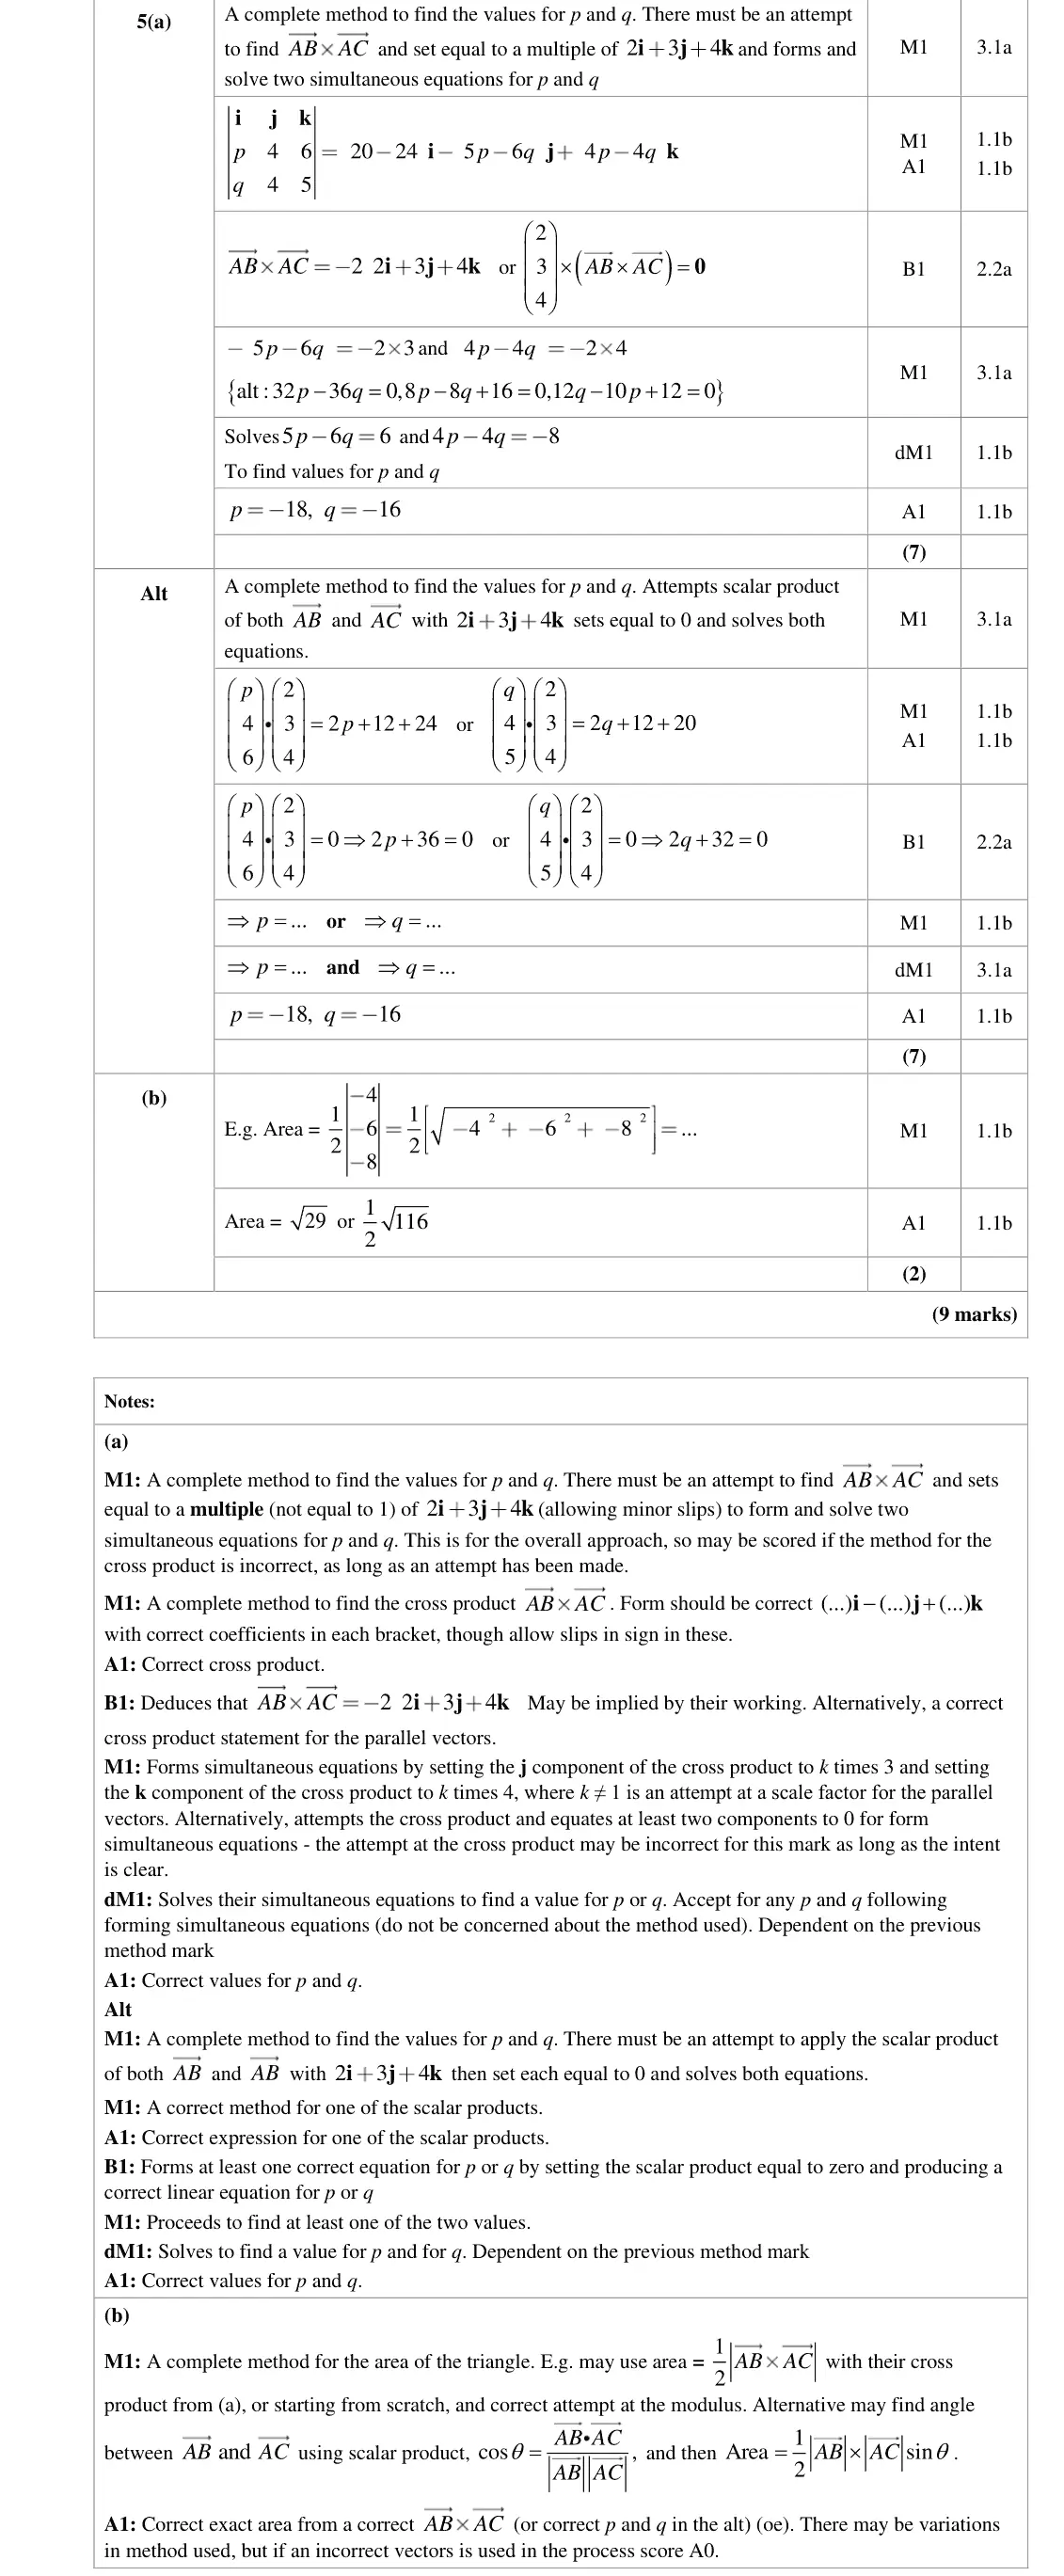 5(a) A complete method to find the values for p and q. There must be an attempt
to find AB × AC and set equal to a multiple of 2i + 3j + 4k and forms and M1 3.1a
solve two simultaneous equations for p and q
| i j k |
| p 4 6 | = 20 − 24 i − 5p − 6q j + 4p − 4q k M1 1.1b
| q 4 5 | A1 1.1b
AB × AC = −2 2i + 3j + 4k or (2 3 4) × (AB × AC) = 0 B1 2.2a
− 5p − 6q = −2×3 and 4p − 4q = −2×4
{alt : 32p − 36q = 0, 8p − 8q + 16 = 0, 12q − 10p + 12 = 0} M1 3.1a
Solves 5p − 6q = 6 and 4p − 4q = −8
To find values for p and q dM1 1.1b
p = −18, q = −16 A1 1.1b
(7)
Alt A complete method to find the values for p and q. Attempts scalar product
of both AB and AC with 2i + 3j + 4k sets equal to 0 and solves both M1 3.1a
equations.
(p 4 6) • (2 3 4) = 2p + 12 + 24 or (q 4 5) • (2 3 4) = 2q + 12 + 20 M1 A1 1.1b 1.1b
(p 4 6) • (2 3 4) = 0 ⇒ 2p + 36 = 0 or (q 4 5) • (2 3 4) = 0 ⇒ 2q + 32 = 0 B1 2.2a
⇒ p = ... or ⇒ q = ... M1 1.1b
⇒ p = ... and ⇒ q = ... dM1 3.1a
p = −18, q = −16 A1 1.1b
(7)
(b) E.g. Area = 1/2 |−4 −6 −8| = 1/2 [√ −4 ² + −6 ² + −8 ² ] = ... M1 1.1b
Area = √29 or 1/2 √116 A1 1.1b
(2)
(9 marks)
Notes:
(a)
M1: A complete method to find the values for p and q. There must be an attempt to find AB × AC and sets
equal to a multiple (not equal to 1) of 2i + 3j + 4k (allowing minor slips) to form and solve two
simultaneous equations for p and q. This is for the overall approach, so may be scored if the method for the
cross product is incorrect, as long as an attempt has been made.
M1: A complete method to find the cross product AB × AC . Form should be correct (...)i − (...)j + (...)k
with correct coefficients in each bracket, though allow slips in sign in these.
A1: Correct cross product.
B1: Deduces that AB × AC = −2 2i + 3j + 4k May be implied by their working. Alternatively, a correct
cross product statement for the parallel vectors.
M1: Forms simultaneous equations by setting the j component of the cross product to k times 3 and setting
the k component of the cross product to k times 4, where k ≠ 1 is an attempt at a scale factor for the parallel
vectors. Alternatively, attempts the cross product and equates at least two components to 0 for form
simultaneous equations - the attempt at the cross product may be incorrect for this mark as long as the intent
is clear.
dM1: Solves their simultaneous equations to find a value for p or q. Accept for any p and q following
forming simultaneous equations (do not be concerned about the method used). Dependent on the previous
method mark
A1: Correct values for p and q.
Alt
M1: A complete method to find the values for p and q. There must be an attempt to apply the scalar product
of both AB and AB with 2i + 3j + 4k then set each equal to 0 and solves both equations.
M1: A correct method for one of the scalar products.
A1: Correct expression for one of the scalar products.
B1: Forms at least one correct equation for p or q by setting the scalar product equal to zero and producing a
correct linear equation for p or q
M1: Proceeds to find at least one of the two values.
dM1: Solves to find a value for p and for q. Dependent on the previous method mark
A1: Correct values for p and q.
(b)
M1: A complete method for the area of the triangle. E.g. may use area = 1/2 |AB × AC| with their cross
product from (a), or starting from scratch, and correct attempt at the modulus. Alternative may find angle
between AB and AC using scalar product, cos θ = AB•AC / |AB||AC| , and then Area = 1/2 |AB| × |AC| sin θ .
A1: Correct exact area from a correct AB × AC (or correct p and q in the alt) (oe). There may be variations
in method used, but if an incorrect vectors is used in the process score A0.